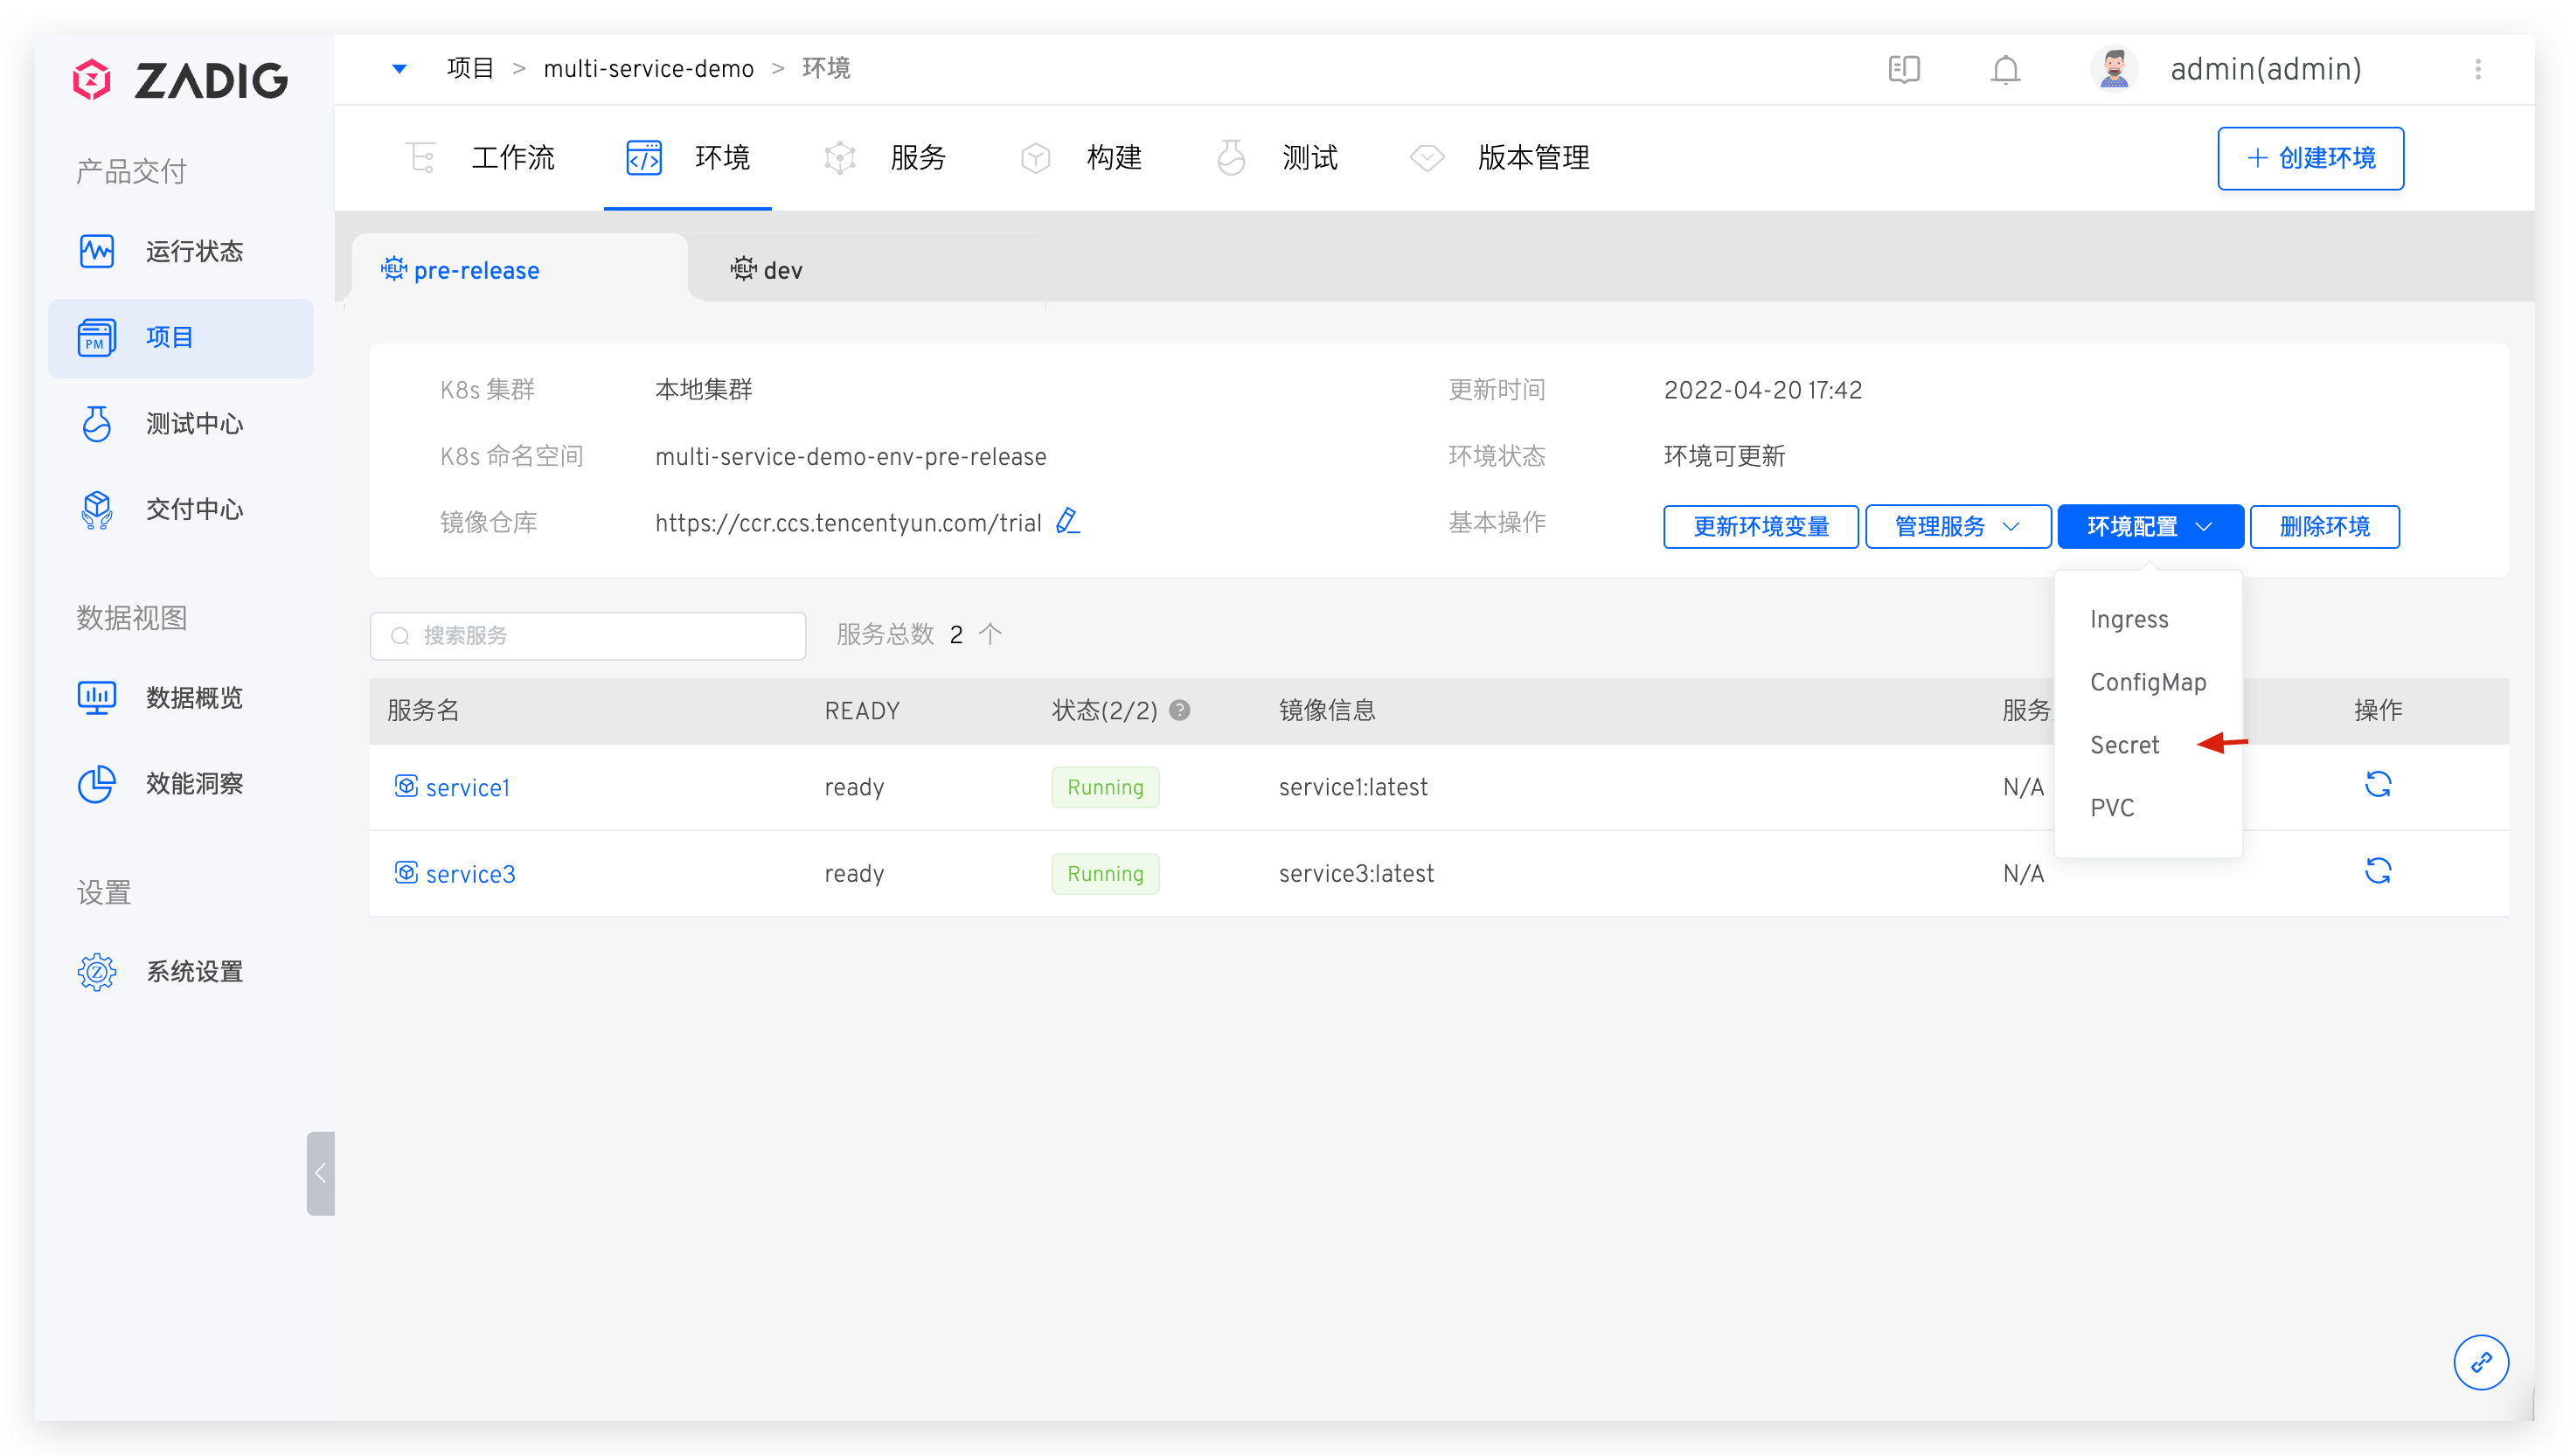 ZADIG
项目 > multi-service-demo > 环境
admin(admin)
产品交付
运行状态
PM
项目
测试中心
交付中心
数据视图
数据概览
效能洞察
设置
系统设置
工作流
环境
服务
构建
测试
版本管理
+ 创建环境
HELM pre-release
HELM dev
K8s 集群 本地集群
更新时间 2022-04-20 17:42
K8s 命名空间 multi-service-demo-env-pre-release
环境状态 环境可更新
镜像仓库 https://ccr.ccs.tencentyun.com/trial
基本操作 更新环境变量 管理服务 环境配置 删除环境
Ingress
ConfigMap
Secret
PVC
搜索服务
服务总数 2 个
服务名 READY 状态(2/2) ? 镜像信息 服务 操作
service1 ready Running service1:latest N/A
service3 ready Running service3:latest N/A